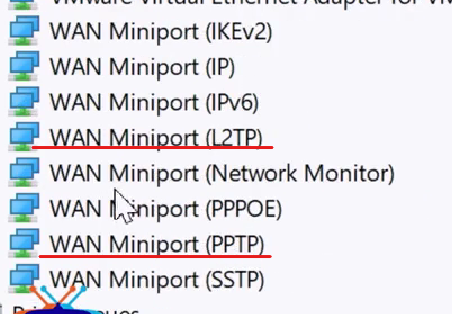 WAN Miniport (IKEv2)
WAN Miniport (IP)
WAN Miniport (IPv6)
WAN Miniport (L2TP)
WAN Miniport (Network Monitor)
WAN Miniport (PPPOE)
WAN Miniport (PPTP)
WAN Miniport (SSTP)